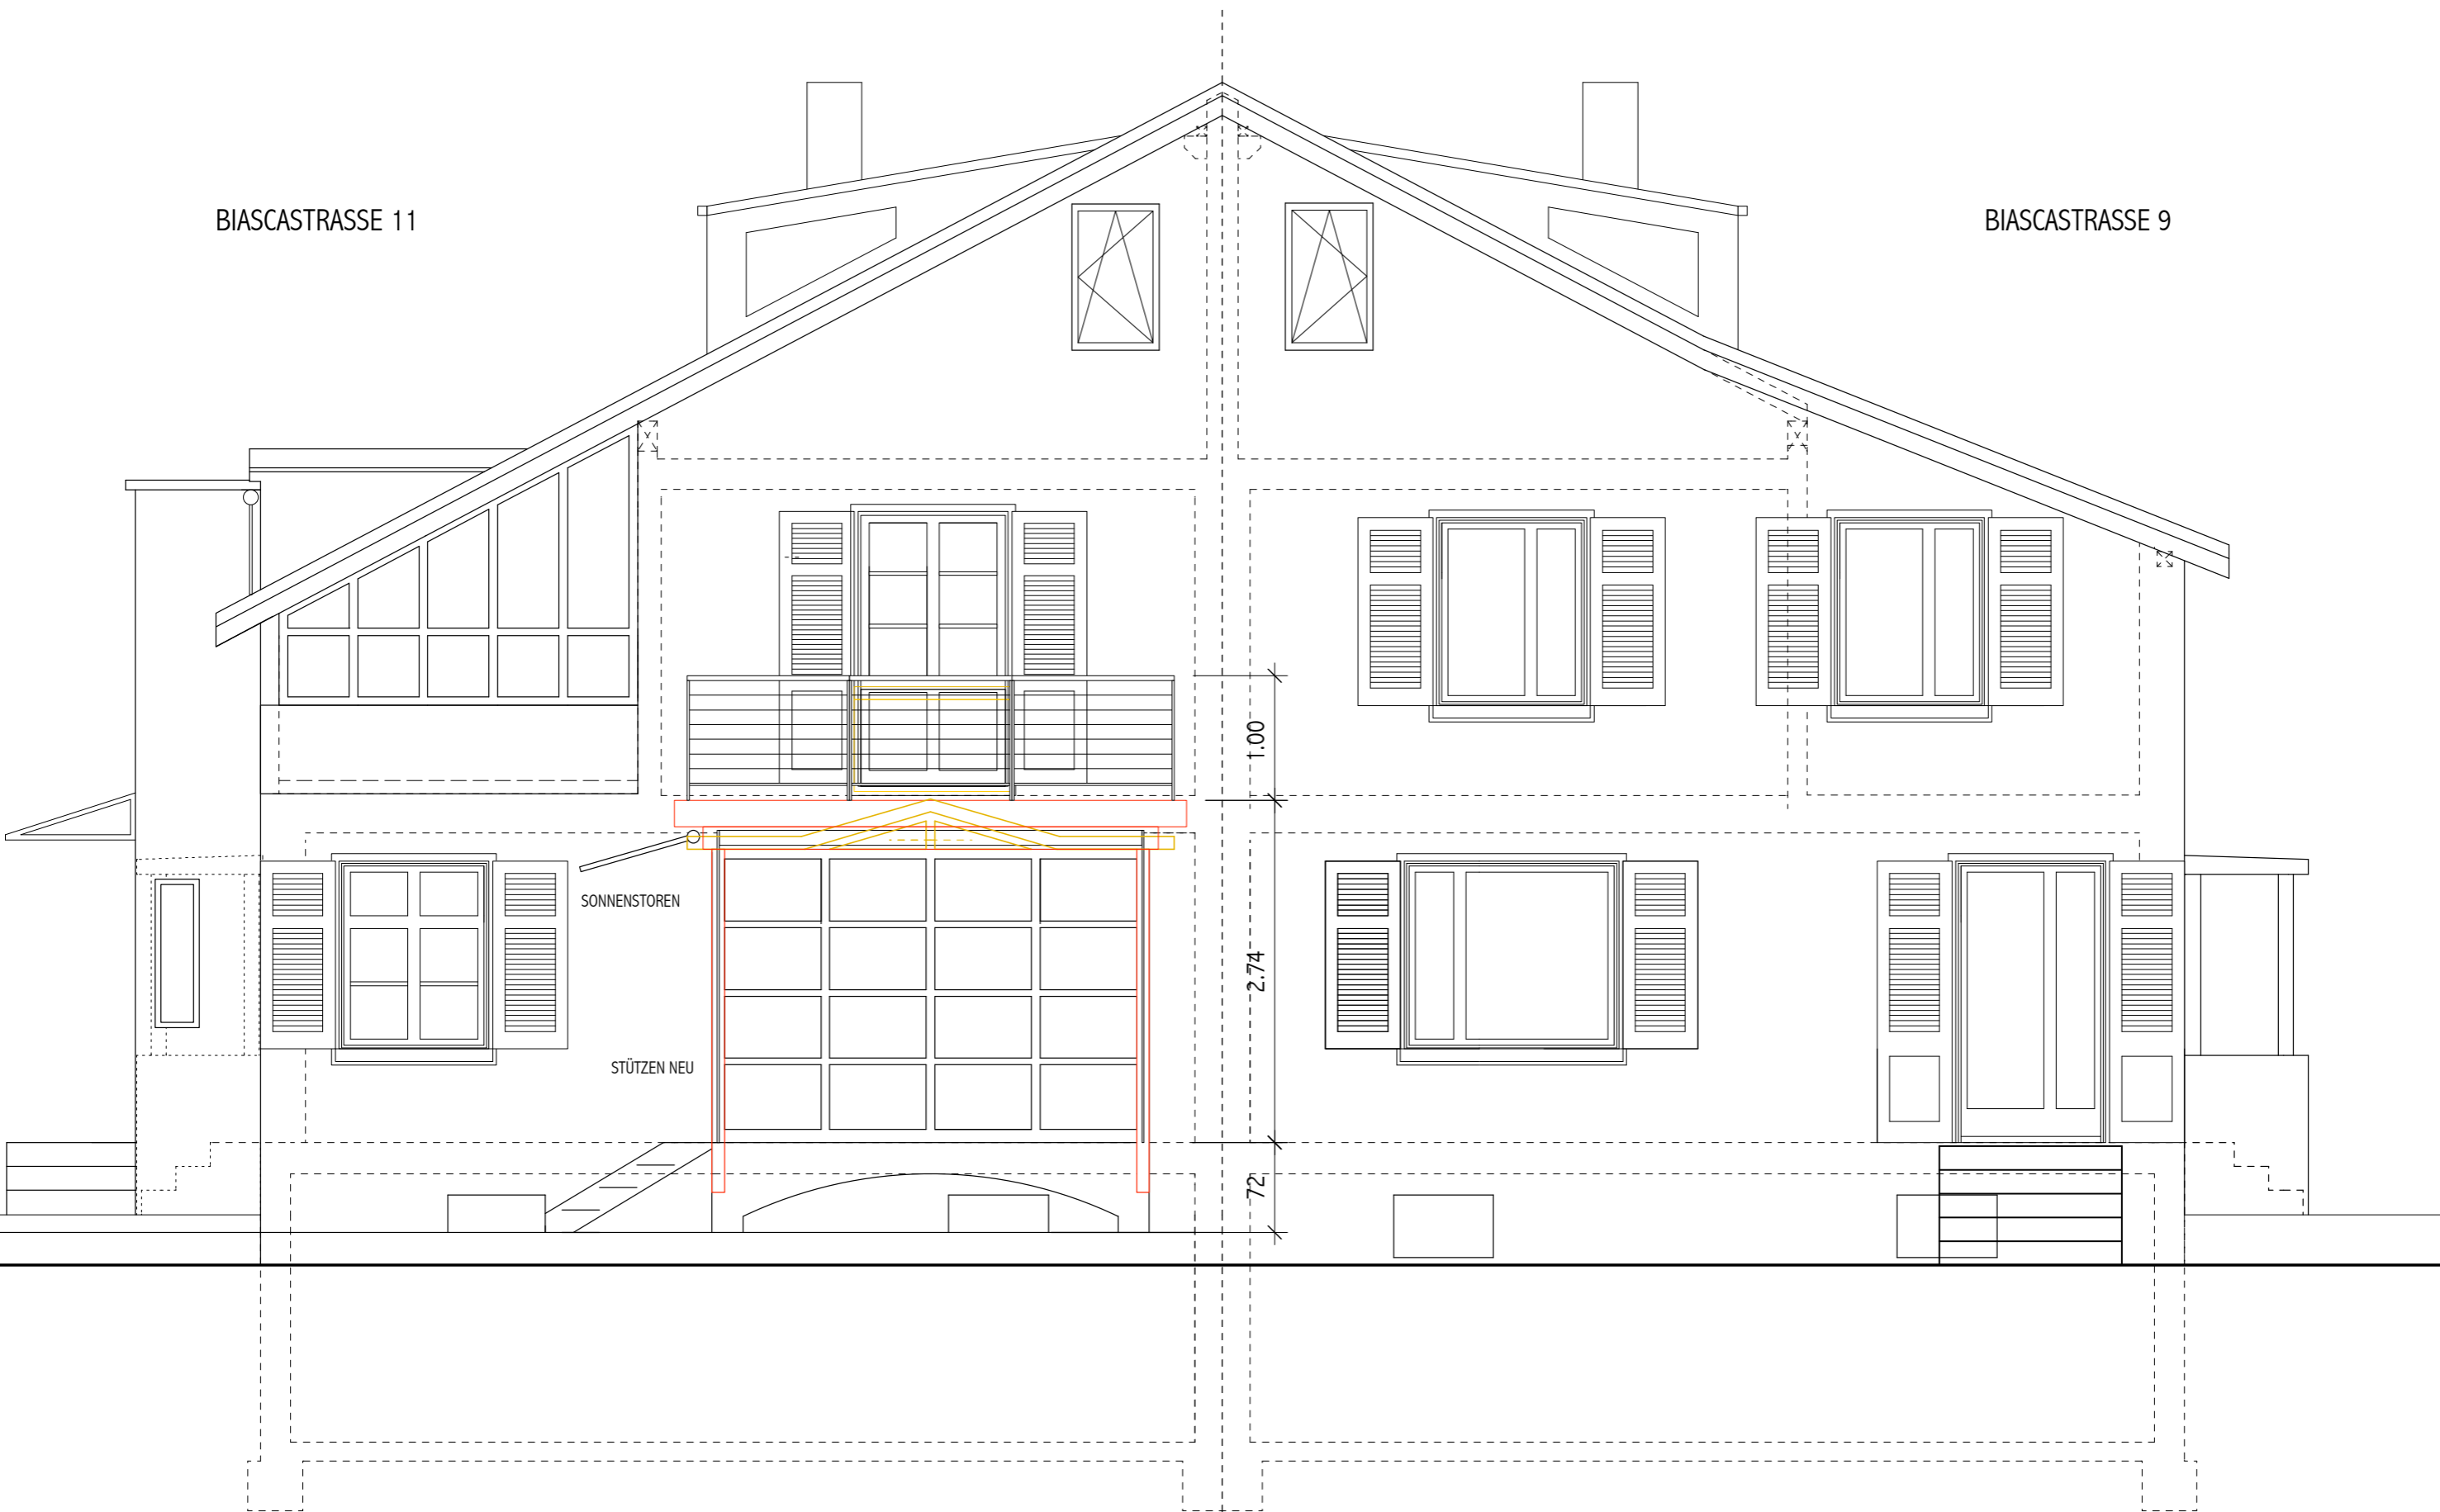 BIASCASTRASSE 11
BIASCASTRASSE 9
1.00
SONNENSTOREN
2.74
STÜTZEN NEU
72